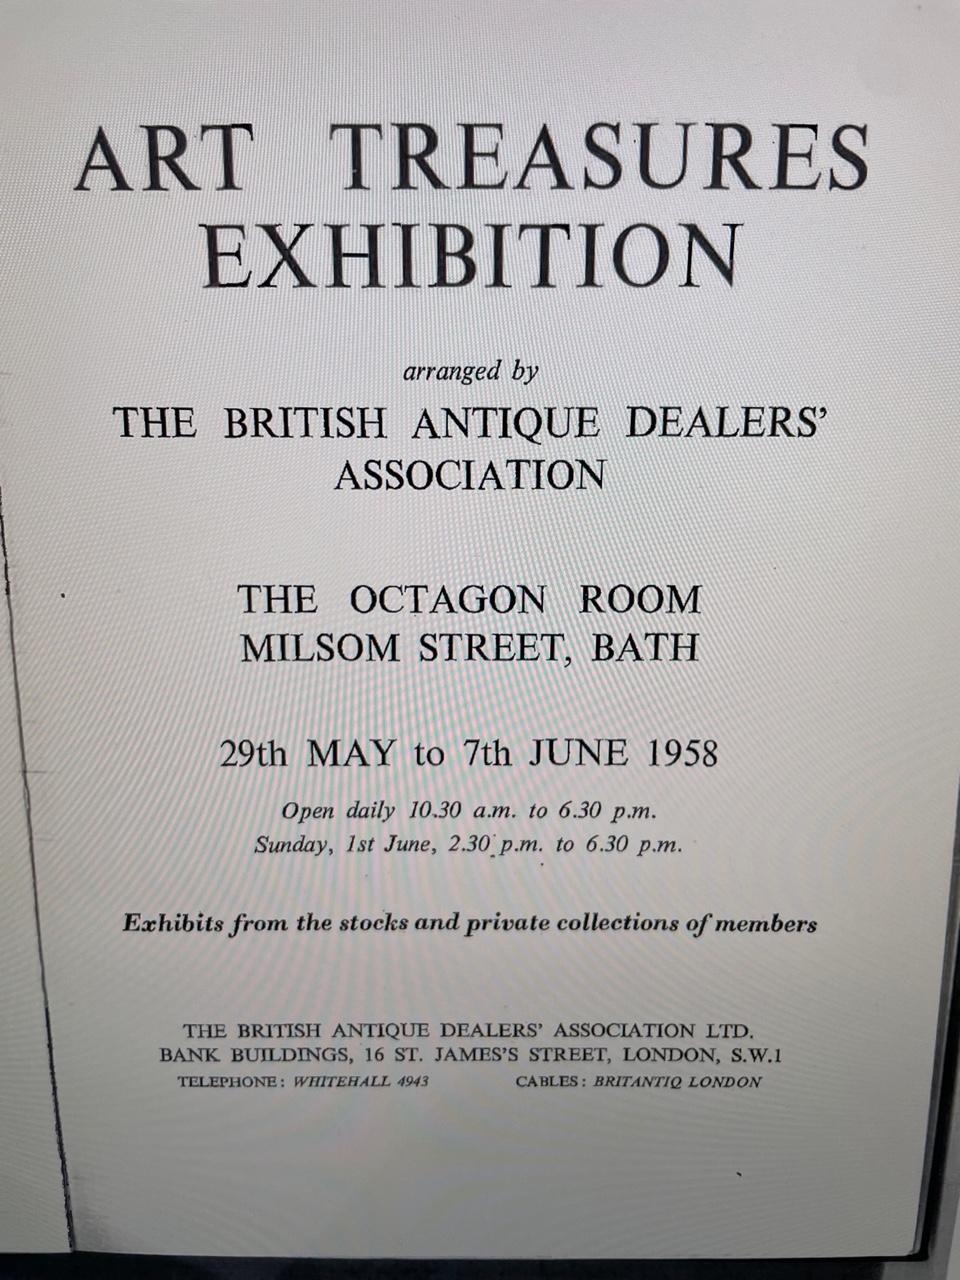 ART TREASURES
EXHIBITION
arranged by
THE BRITISH ANTIQUE DEALERS’
ASSOCIATION
THE OCTAGON ROOM
MILSOM STREET, BATH
29th MAY to 7th JUNE 1958
Open daily 10.30 a.m. to 6.30 p.m.
Sunday, 1st June, 2.30 p.m. to 6.30 p.m.
Exhibits from the stocks and private collections of members
THE BRITISH ANTIQUE DEALERS’ ASSOCIATION LTD.
BANK BUILDINGS, 16 ST. JAMES’S STREET, LONDON, S.W.1
TELEPHONE: WHITEHALL 4943 CABLES: BRITANTIQ LONDON